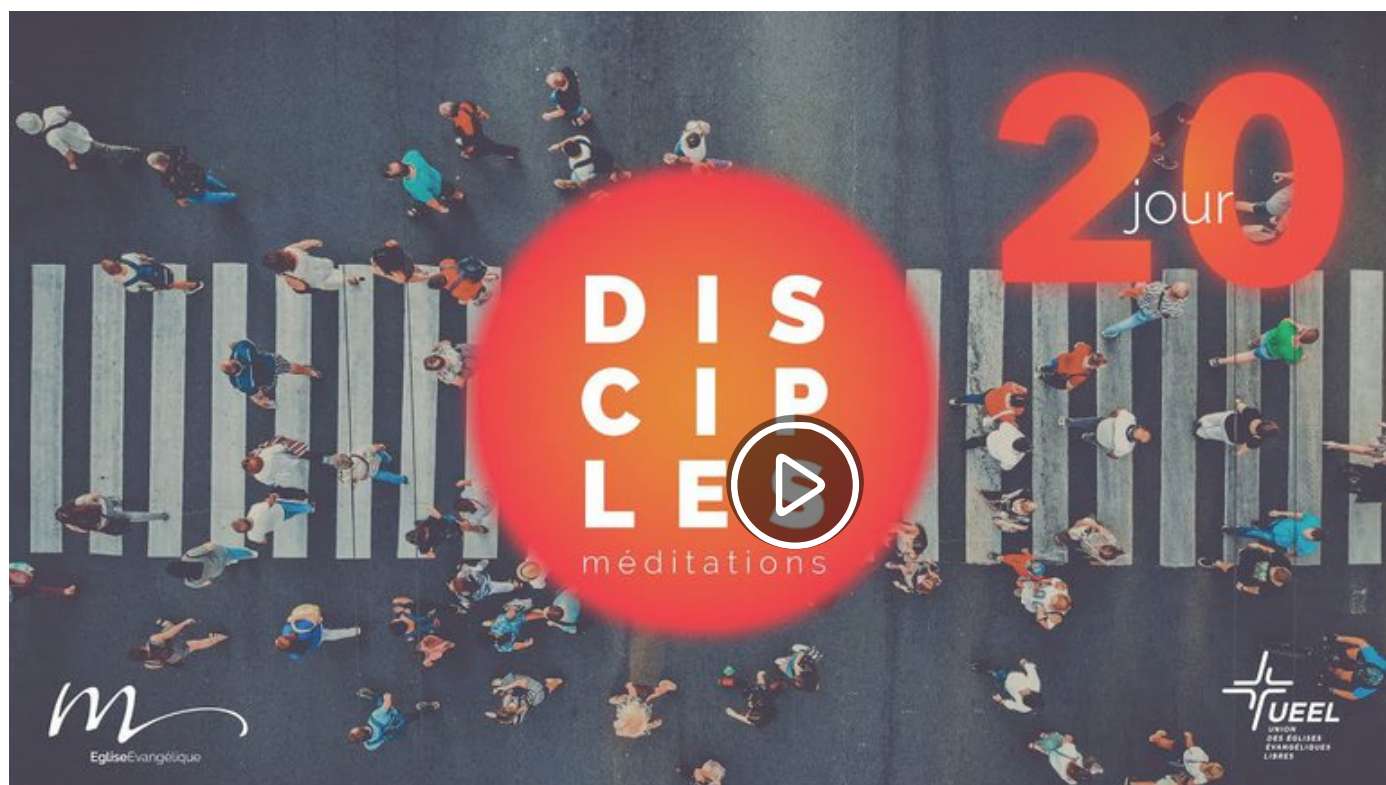 20
jour
DIS
CIP
LES
méditations
EgliseEvangélique
UEEL
UNION
DES ÉGLISES
ÉVANGÉLIQUES
LIBRES